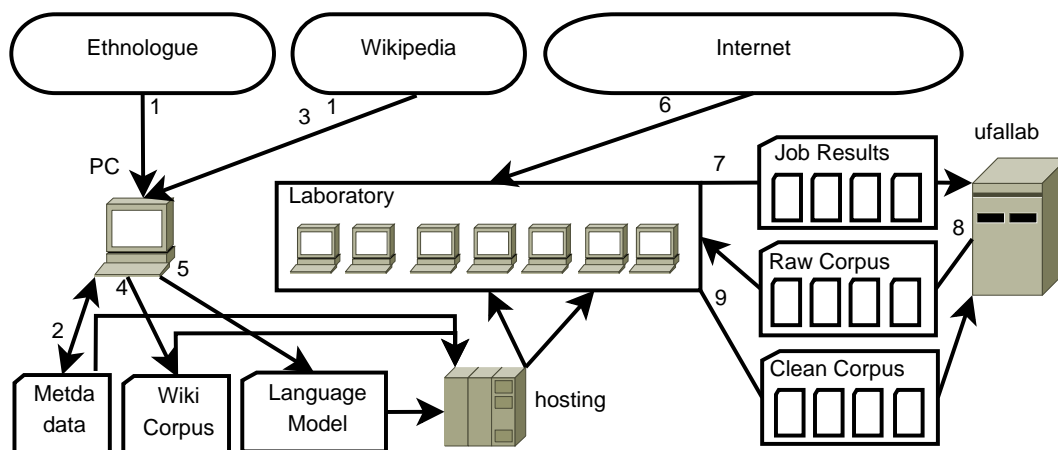 Ethnologue
Wikipedia
Internet
1
3
1
6
ufallab
PC
7
Job Results
Laboratory
8
5
4
Raw Corpus
9
2
Clean Corpus
Metda
data
Wiki
Corpus
Language
Model
hosting